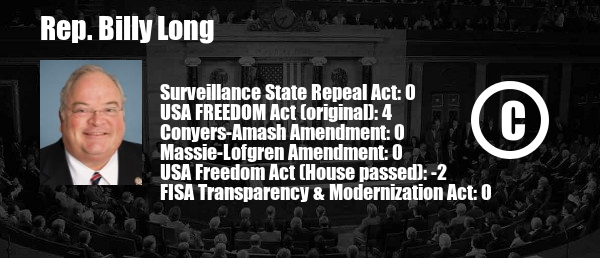 Rep. Billy Long
Surveillance State Repeal Act: 0
USA FREEDOM Act (original): 4
Conyers-Amash Amendment: 0
Massie-Lofgren Amendment: 0
USA Freedom Act (House passed): -2
FISA Transparency & Modernization Act: 0
C